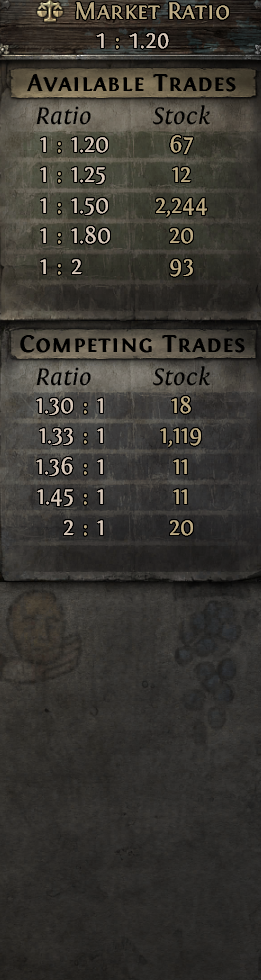 MARKET RATIO
1 : 1.20
AVAILABLE TRADES
Ratio Stock
1 : 1.20 67
1 : 1.25 12
1 : 1.50 2,244
1 : 1.80 20
1 : 2 93
COMPETING TRADES
Ratio Stock
1.30 : 1 18
1.33 : 1 1,119
1.36 : 1 11
1.45 : 1 11
2 : 1 20